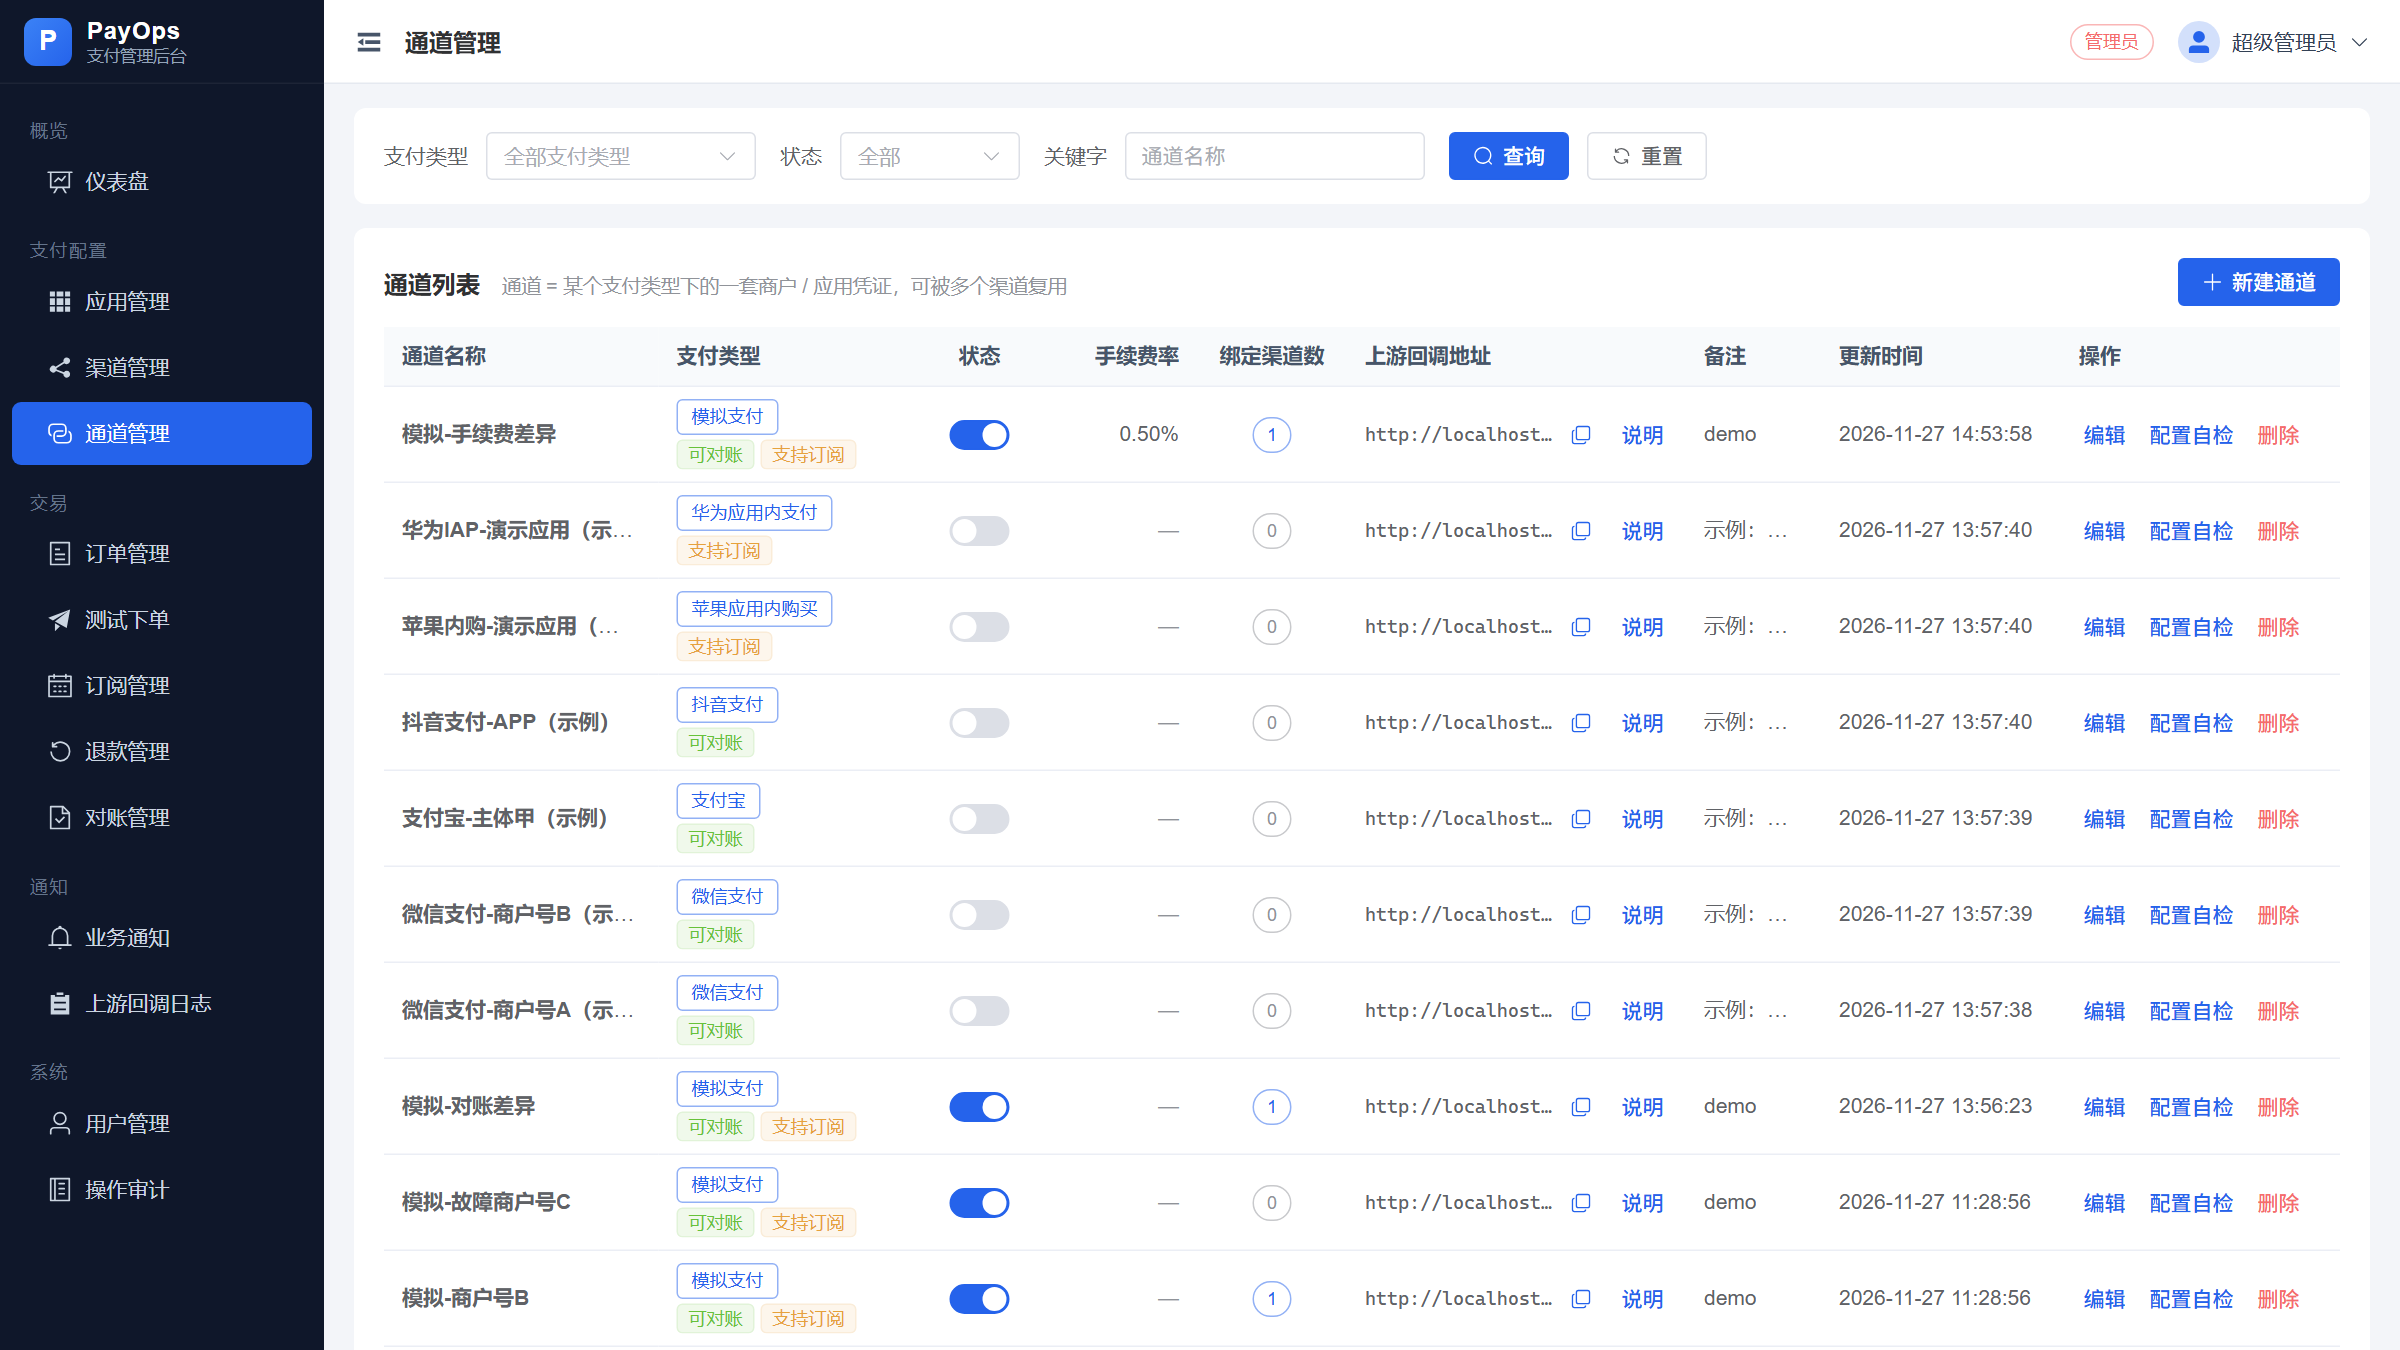 PayOps
支付管理后台
概览
仪表盘
支付配置
应用管理
渠道管理
通道管理
交易
订单管理
测试下单
订阅管理
退款管理
对账管理
通知
业务通知
上游回调日志
系统
用户管理
操作审计
通道管理
管理员 超级管理员
支付类型 全部支付类型 状态 全部 关键字 通道名称 查询 重置
通道列表 通道 = 某个支付类型下的一套商户 / 应用凭证，可被多个渠道复用 新建通道
通道名称 支付类型 状态 手续费率 绑定渠道数 上游回调地址 备注 更新时间 操作
模拟-手续费差异 模拟支付 可对账 支持订阅 0.50% 1 http://localhost... 说明 demo 2026-11-27 14:53:58 编辑 配置自检 删除
华为IAP-演示应用（示... 华为应用内支付 支持订阅 — 0 http://localhost... 说明 示例：... 2026-11-27 13:57:40 编辑 配置自检 删除
苹果内购-演示应用（... 苹果应用内购买 支持订阅 — 0 http://localhost... 说明 示例：... 2026-11-27 13:57:40 编辑 配置自检 删除
抖音支付-APP（示例） 抖音支付 可对账 — 0 http://localhost... 说明 示例：... 2026-11-27 13:57:40 编辑 配置自检 删除
支付宝-主体甲（示例） 支付宝 可对账 — 0 http://localhost... 说明 示例：... 2026-11-27 13:57:39 编辑 配置自检 删除
微信支付-商户号B（示... 微信支付 可对账 — 0 http://localhost... 说明 示例：... 2026-11-27 13:57:39 编辑 配置自检 删除
微信支付-商户号A（示... 微信支付 可对账 — 0 http://localhost... 说明 示例：... 2026-11-27 13:57:38 编辑 配置自检 删除
模拟-对账差异 模拟支付 可对账 支持订阅 — 1 http://localhost... 说明 demo 2026-11-27 13:56:23 编辑 配置自检 删除
模拟-故障商户号C 模拟支付 可对账 支持订阅 — 0 http://localhost... 说明 demo 2026-11-27 11:28:56 编辑 配置自检 删除
模拟-商户号B 模拟支付 可对账 支持订阅 — 1 http://localhost... 说明 demo 2026-11-27 11:28:56 编辑 配置自检 删除